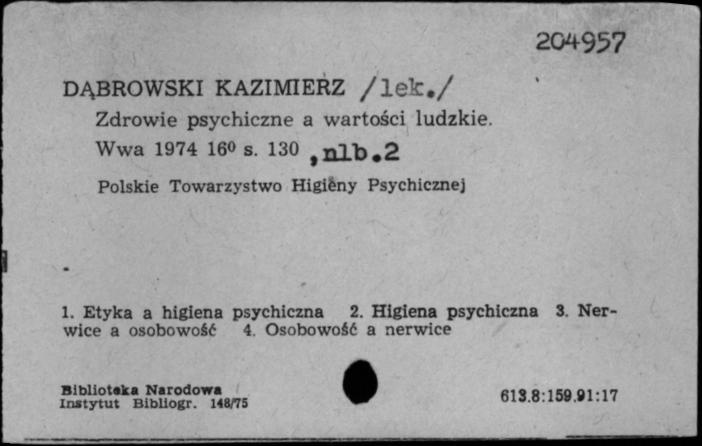 204957
DĄBROWSKI KAZIMIERZ /lek./
Zdrowie psychiczne a wartości ludzkie.
Wwa 1974 16⁰ s. 130 ,nlb.2
Polskie Towarzystwo Higieny Psychicznej
1. Etyka a higiena psychiczna 2. Higiena psychiczna 3. Ner-
wice a osobowość 4. Osobowość a nerwice
Biblioteka Narodowa
Instytut Bibliogr. 148/75
613.8:159.91:17